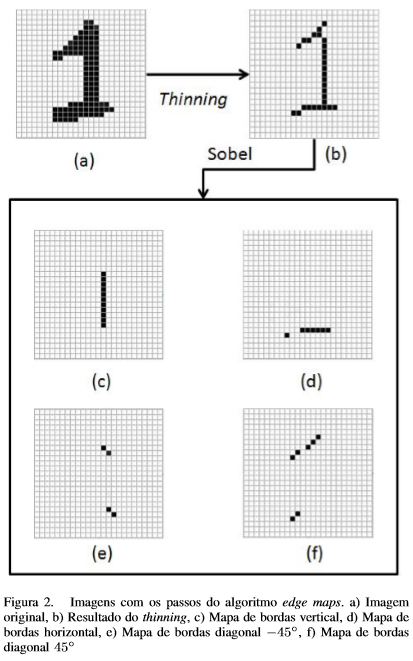 Thinning
(a)
Sobel
(b)
(c)
(d)
(e)
(f)
Figura 2. Imagens com os passos do algoritmo edge maps. a) Imagem
original, b) Resultado do thinning, c) Mapa de bordas vertical, d) Mapa de
bordas horizontal, e) Mapa de bordas diagonal −45°, f) Mapa de bordas
diagonal 45°